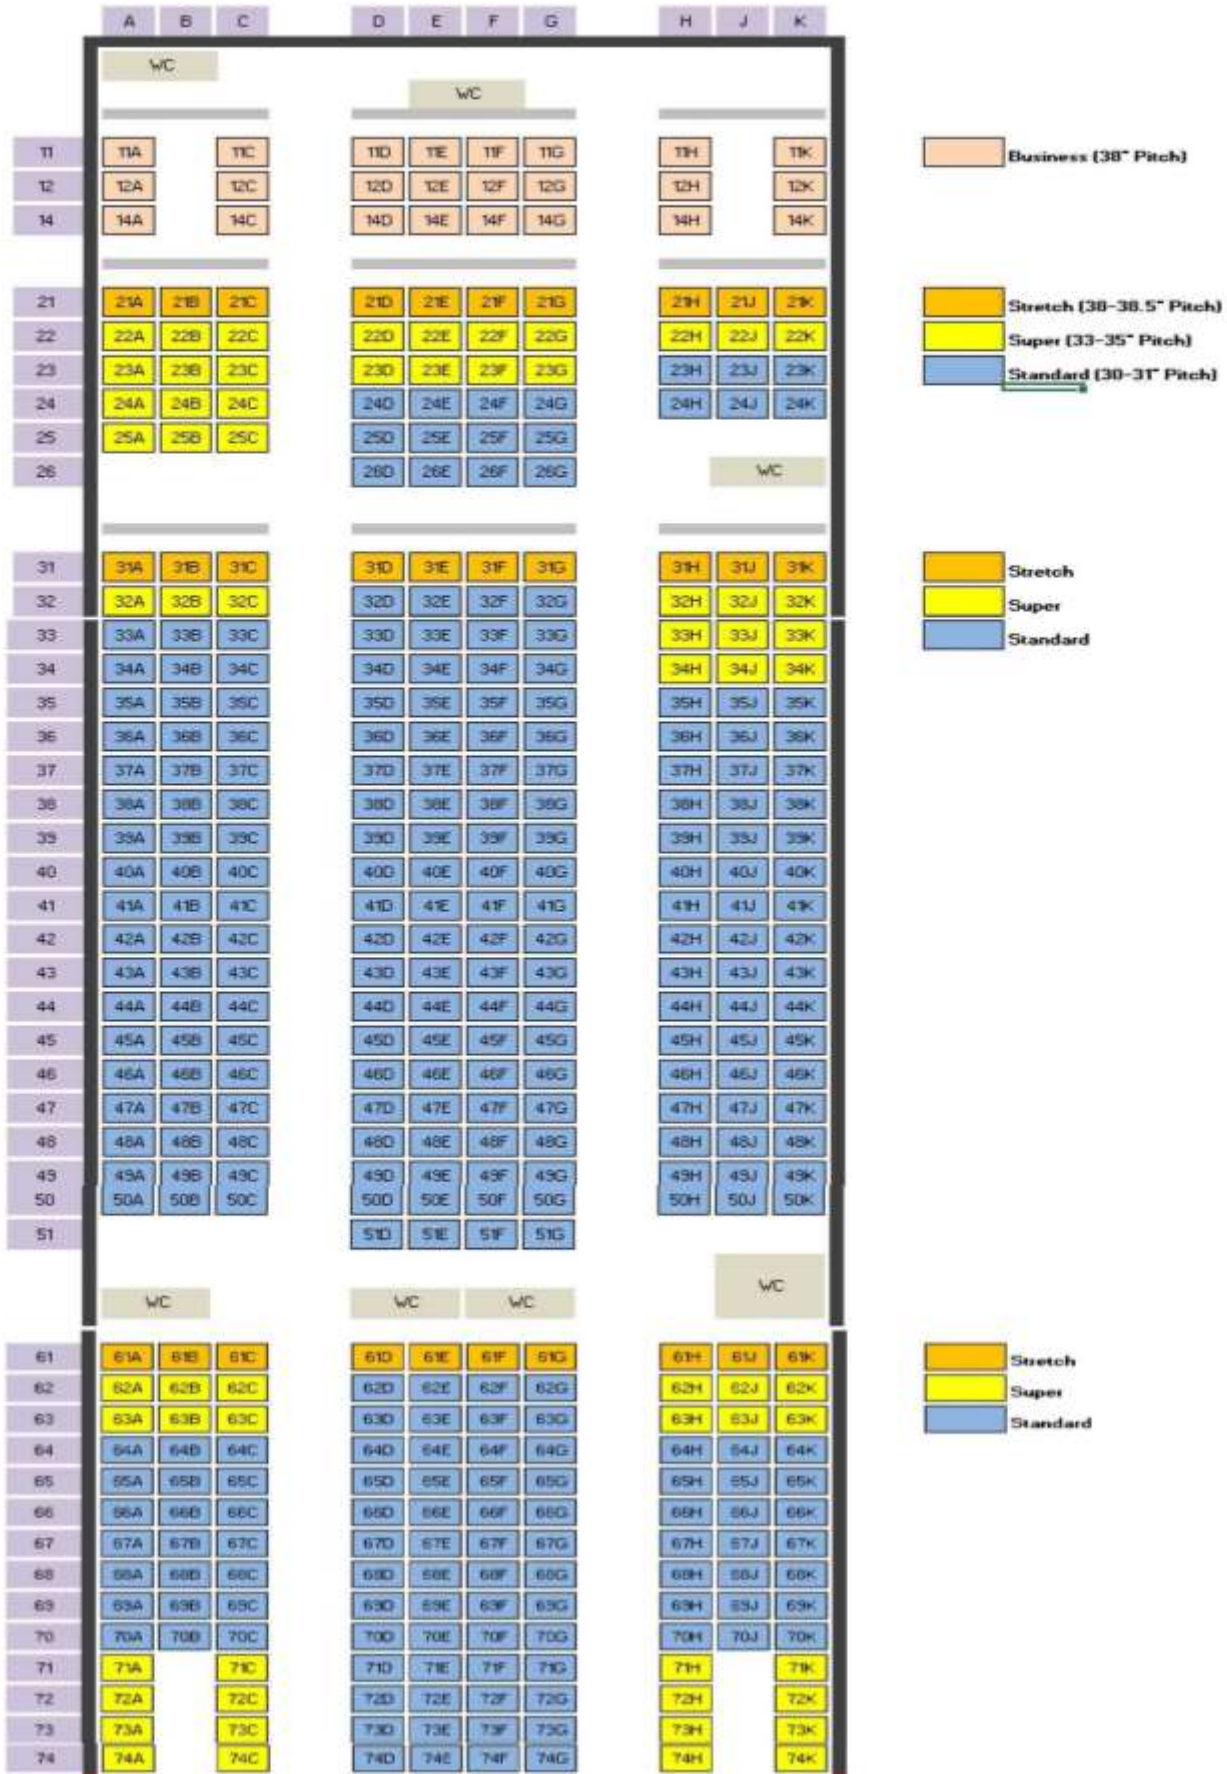 A B C D E F G H J K
WC
WC
11 11A 11C 11D 11E 11F 11G 11H 11K Business (38" Pitch)
12 12A 12C 12D 12E 12F 12G 12H 12K
14 14A 14C 14D 14E 14F 14G 14H 14K
21 21A 21B 21C 21D 21E 21F 21G 21H 21J 21K Stretch (38-38.5" Pitch)
22 22A 22B 22C 22D 22E 22F 22G 22H 22J 22K Super (33-35" Pitch)
23 23A 23B 23C 23D 23E 23F 23G 23H 23J 23K Standard (30-31" Pitch)
24 24A 24B 24C 24D 24E 24F 24G 24H 24J 24K
25 25A 25B 25C 25D 25E 25F 25G
26 26D 26E 26F 26G WC
31 31A 31B 31C 31D 31E 31F 31G 31H 31J 31K Stretch
32 32A 32B 32C 32D 32E 32F 32G 32H 32J 32K Super
33 33A 33B 33C 33D 33E 33F 33G 33H 33J 33K Standard
34 34A 34B 34C 34D 34E 34F 34G 34H 34J 34K
35 35A 35B 35C 35D 35E 35F 35G 35H 35J 35K
36 36A 36B 36C 36D 36E 36F 36G 36H 36J 36K
37 37A 37B 37C 37D 37E 37F 37G 37H 37J 37K
38 38A 38B 38C 38D 38E 38F 38G 38H 38J 38K
39 39A 39B 39C 39D 39E 39F 39G 39H 39J 39K
40 40A 40B 40C 40D 40E 40F 40G 40H 40J 40K
41 41A 41B 41C 41D 41E 41F 41G 41H 41J 41K
42 42A 42B 42C 42D 42E 42F 42G 42H 42J 42K
43 43A 43B 43C 43D 43E 43F 43G 43H 43J 43K
44 44A 44B 44C 44D 44E 44F 44G 44H 44J 44K
45 45A 45B 45C 45D 45E 45F 45G 45H 45J 45K
46 46A 46B 46C 46D 46E 46F 46G 46H 46J 46K
47 47A 47B 47C 47D 47E 47F 47G 47H 47J 47K
48 48A 48B 48C 48D 48E 48F 48G 48H 48J 48K
49 49A 49B 49C 49D 49E 49F 49G 49H 49J 49K
50 50A 50B 50C 50D 50E 50F 50G 50H 50J 50K
51 51D 51E 51F 51G
WC
WC WC WC
61 61A 61B 61C 61D 61E 61F 61G 61H 61J 61K Stretch
62 62A 62B 62C 62D 62E 62F 62G 62H 62J 62K Super
63 63A 63B 63C 63D 63E 63F 63G 63H 63J 63K Standard
64 64A 64B 64C 64D 64E 64F 64G 64H 64J 64K
65 65A 65B 65C 65D 65E 65F 65G 65H 65J 65K
66 66A 66B 66C 66D 66E 66F 66G 66H 66J 66K
67 67A 67B 67C 67D 67E 67F 67G 67H 67J 67K
68 68A 68B 68C 68D 68E 68F 68G 68H 68J 68K
69 69A 69B 69C 69D 69E 69F 69G 69H 69J 69K
70 70A 70B 70C 70D 70E 70F 70G 70H 70J 70K
71 71A 71C 71D 71E 71F 71G 71H 71K
72 72A 72C 72D 72E 72F 72G 72H 72K
73 73A 73C 73D 73E 73F 73G 73H 73K
74 74A 74C 74D 74E 74F 74G 74H 74K